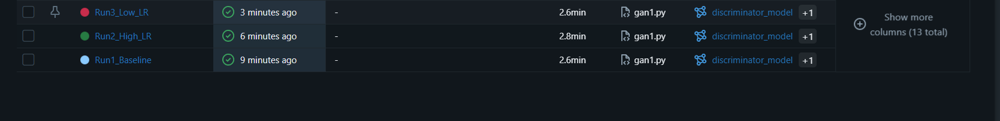 Run3_Low_LR 3 minutes ago - 2.6min gan1.py discriminator_model +1
Run2_High_LR 6 minutes ago - 2.8min gan1.py discriminator_model +1
Run1_Baseline 9 minutes ago - 2.6min gan1.py discriminator_model +1
Show more
columns (13 total)